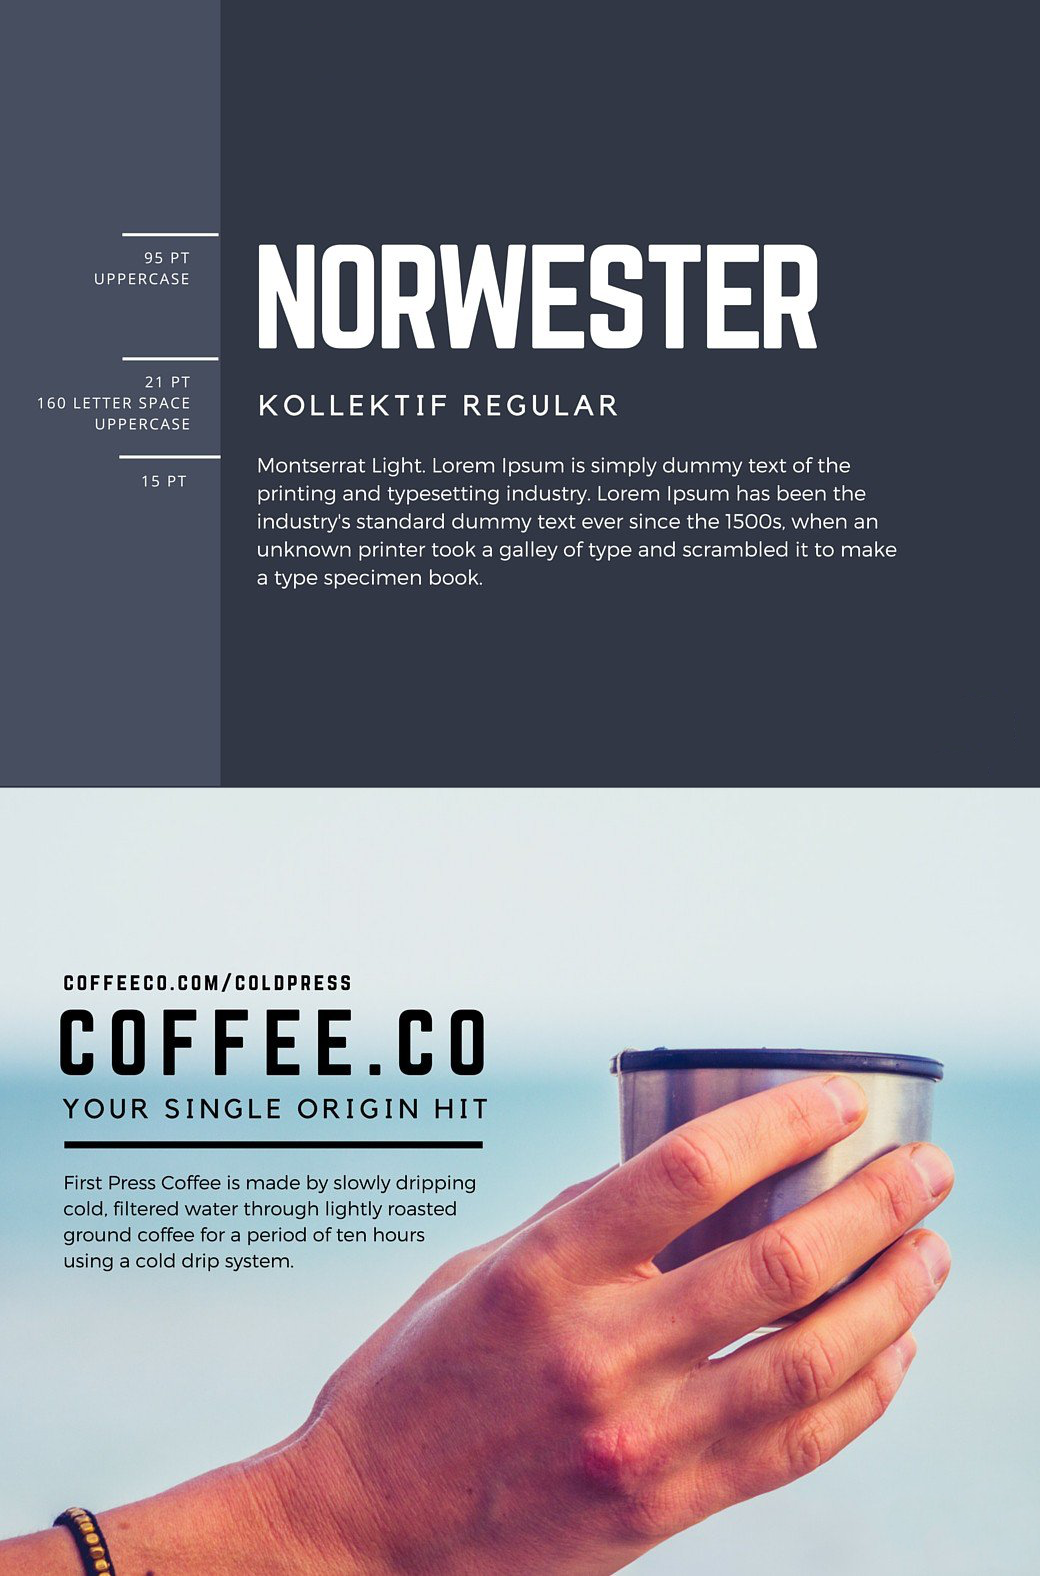 95 PT
UPPERCASE
NORWESTER
21 PT
160 LETTER SPACE
UPPERCASE
KOLLEKTIF REGULAR
15 PT
Montserrat Light. Lorem Ipsum is simply dummy text of the
printing and typesetting industry. Lorem Ipsum has been the
industry's standard dummy text ever since the 1500s, when an
unknown printer took a galley of type and scrambled it to make
a type specimen book.
COFFEECO.COM/COLDPRESS
COFFEE.CO
YOUR SINGLE ORIGIN HIT
First Press Coffee is made by slowly dripping
cold, filtered water through lightly roasted
ground coffee for a period of ten hours
using a cold drip system.